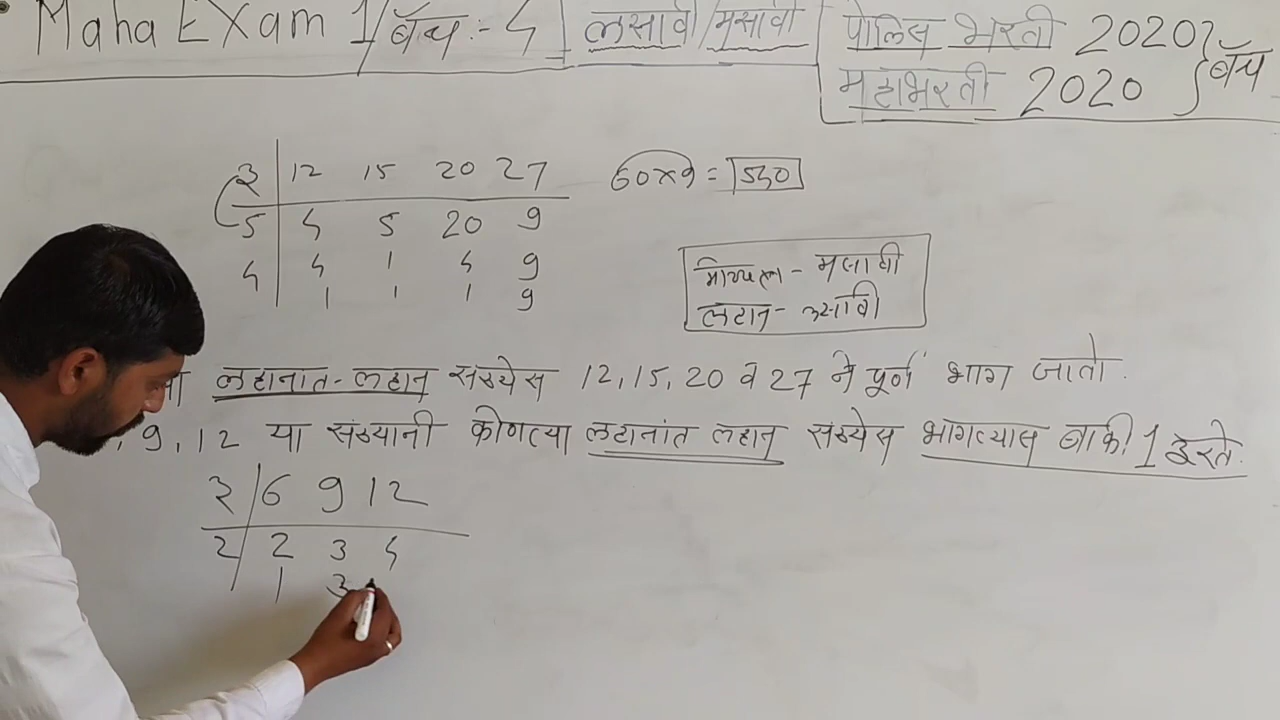 Maha EXam 1/बॅच :- 4 लसावी/मसावी
पोलिस भरती 2020
महाभरती 2020 } बॅच
3 12 15 20 27 60x9 = 540
5 4 5 20 9
4 4 1 4 9
1 1 1 9
मसावी
लहान - लसावि
लहानात-लहान संख्येस 12, 15, 20 व 27 ने पूर्ण भाग जातो.
, 9, 12 या संख्यानी कोणत्या लहानांत लहान संख्येस भागल्यास बाकी 1 उरते.
3 6 9 12
2 2 3 4
1 3